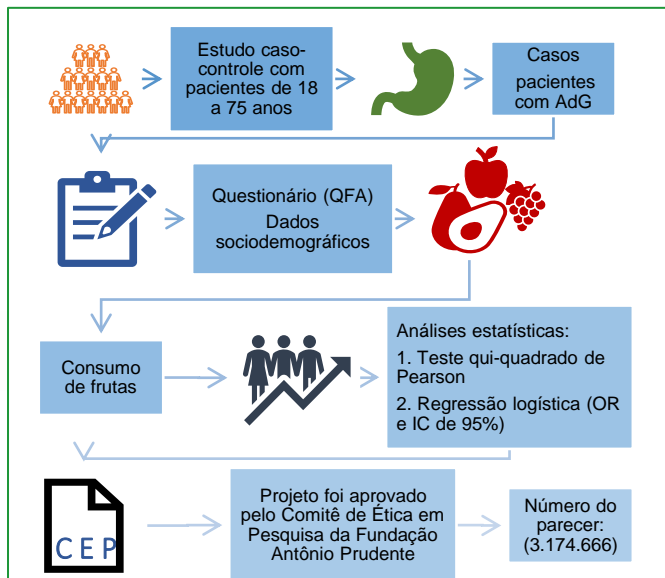 Estudo caso-
controle com
pacientes de 18
a 75 anos
Casos
pacientes
com AdG
Questionário (QFA)
Dados
sociodemográficos
Consumo
de frutas
Análises estatísticas:
1. Teste qui-quadrado de
Pearson
2. Regressão logística (OR
e IC de 95%)
CEP
Projeto foi aprovado
pelo Comitê de Ética em
Pesquisa da Fundação
Antônio Prudente
Número do
parecer:
(3.174.666)